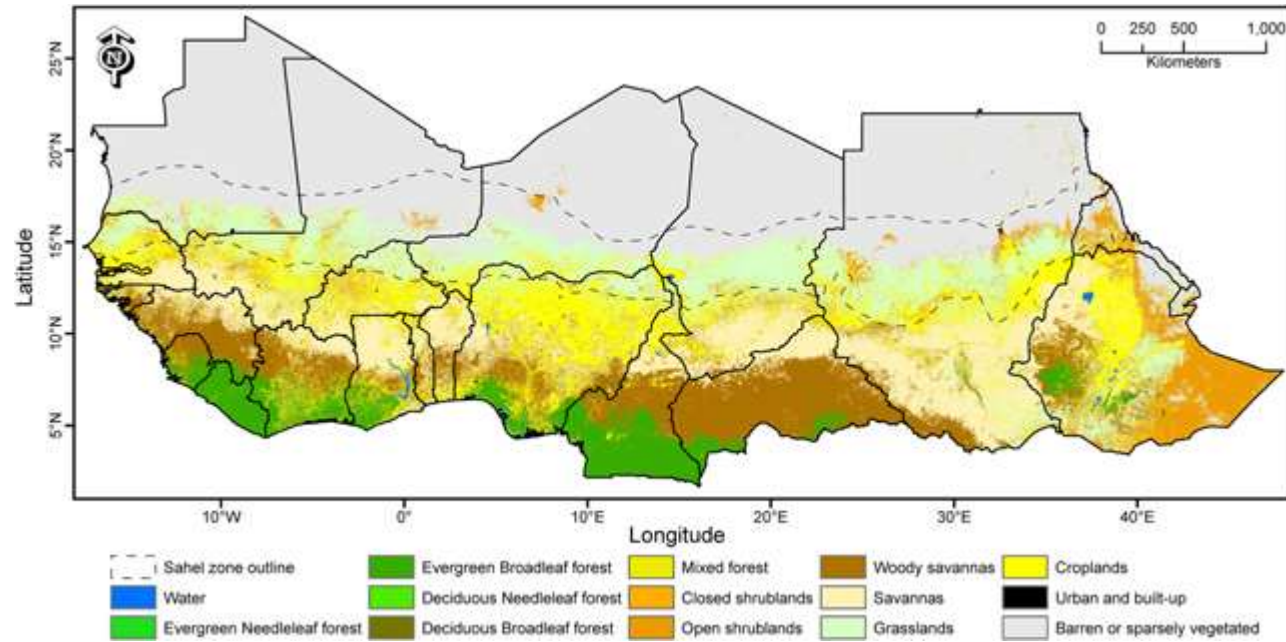 N
0 250 500 1,000
Kilometers
25°N
20°N
15°N
10°N
5°N
Latitude
10°W 0° 10°E 20°E 30°E 40°E
Longitude
Sahel zone outline
Water
Evergreen Needleleaf forest
Evergreen Broadleaf forest
Deciduous Needleleaf forest
Deciduous Broadleaf forest
Mixed forest
Closed shrublands
Open shrublands
Woody savannas
Savannas
Grasslands
Croplands
Urban and built-up
Barren or sparsely vegetated